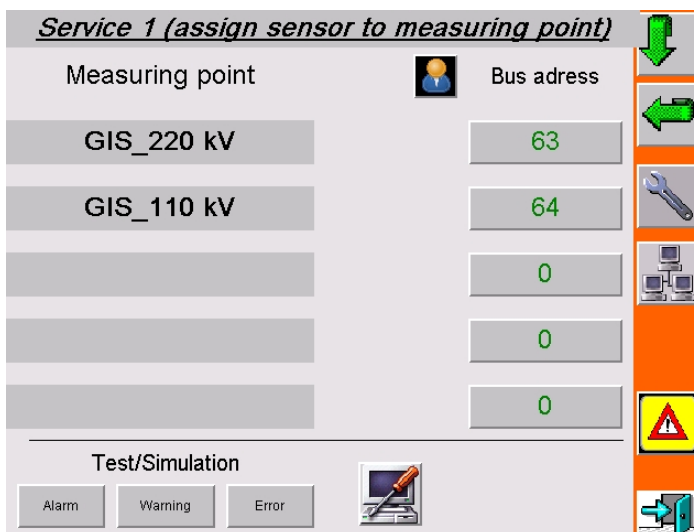 Service 1 (assign sensor to measuring point)
Measuring point Bus adress
GIS_220 kV 63
GIS_110 kV 64
0
0
0
Test/Simulation
Alarm Warning Error